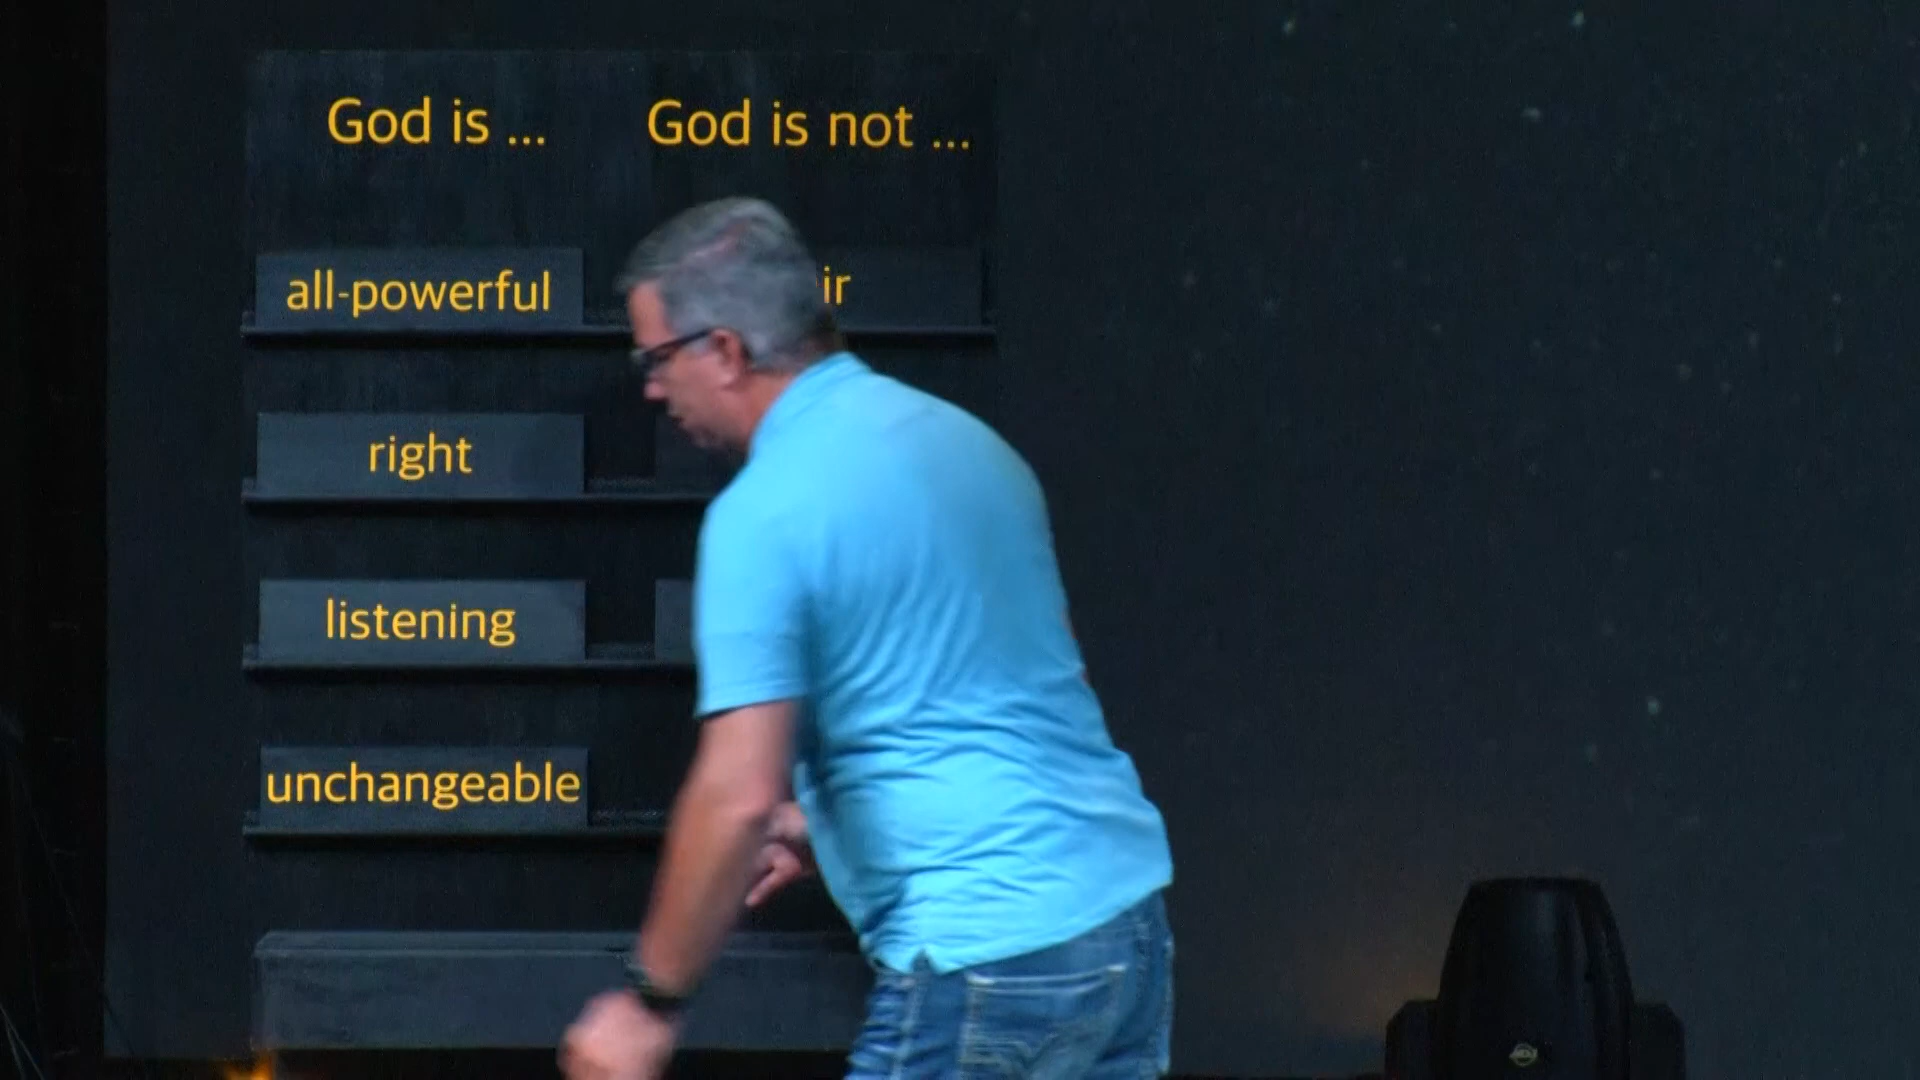 God is ...
God is not ...
all-powerful
right
listening
unchangeable